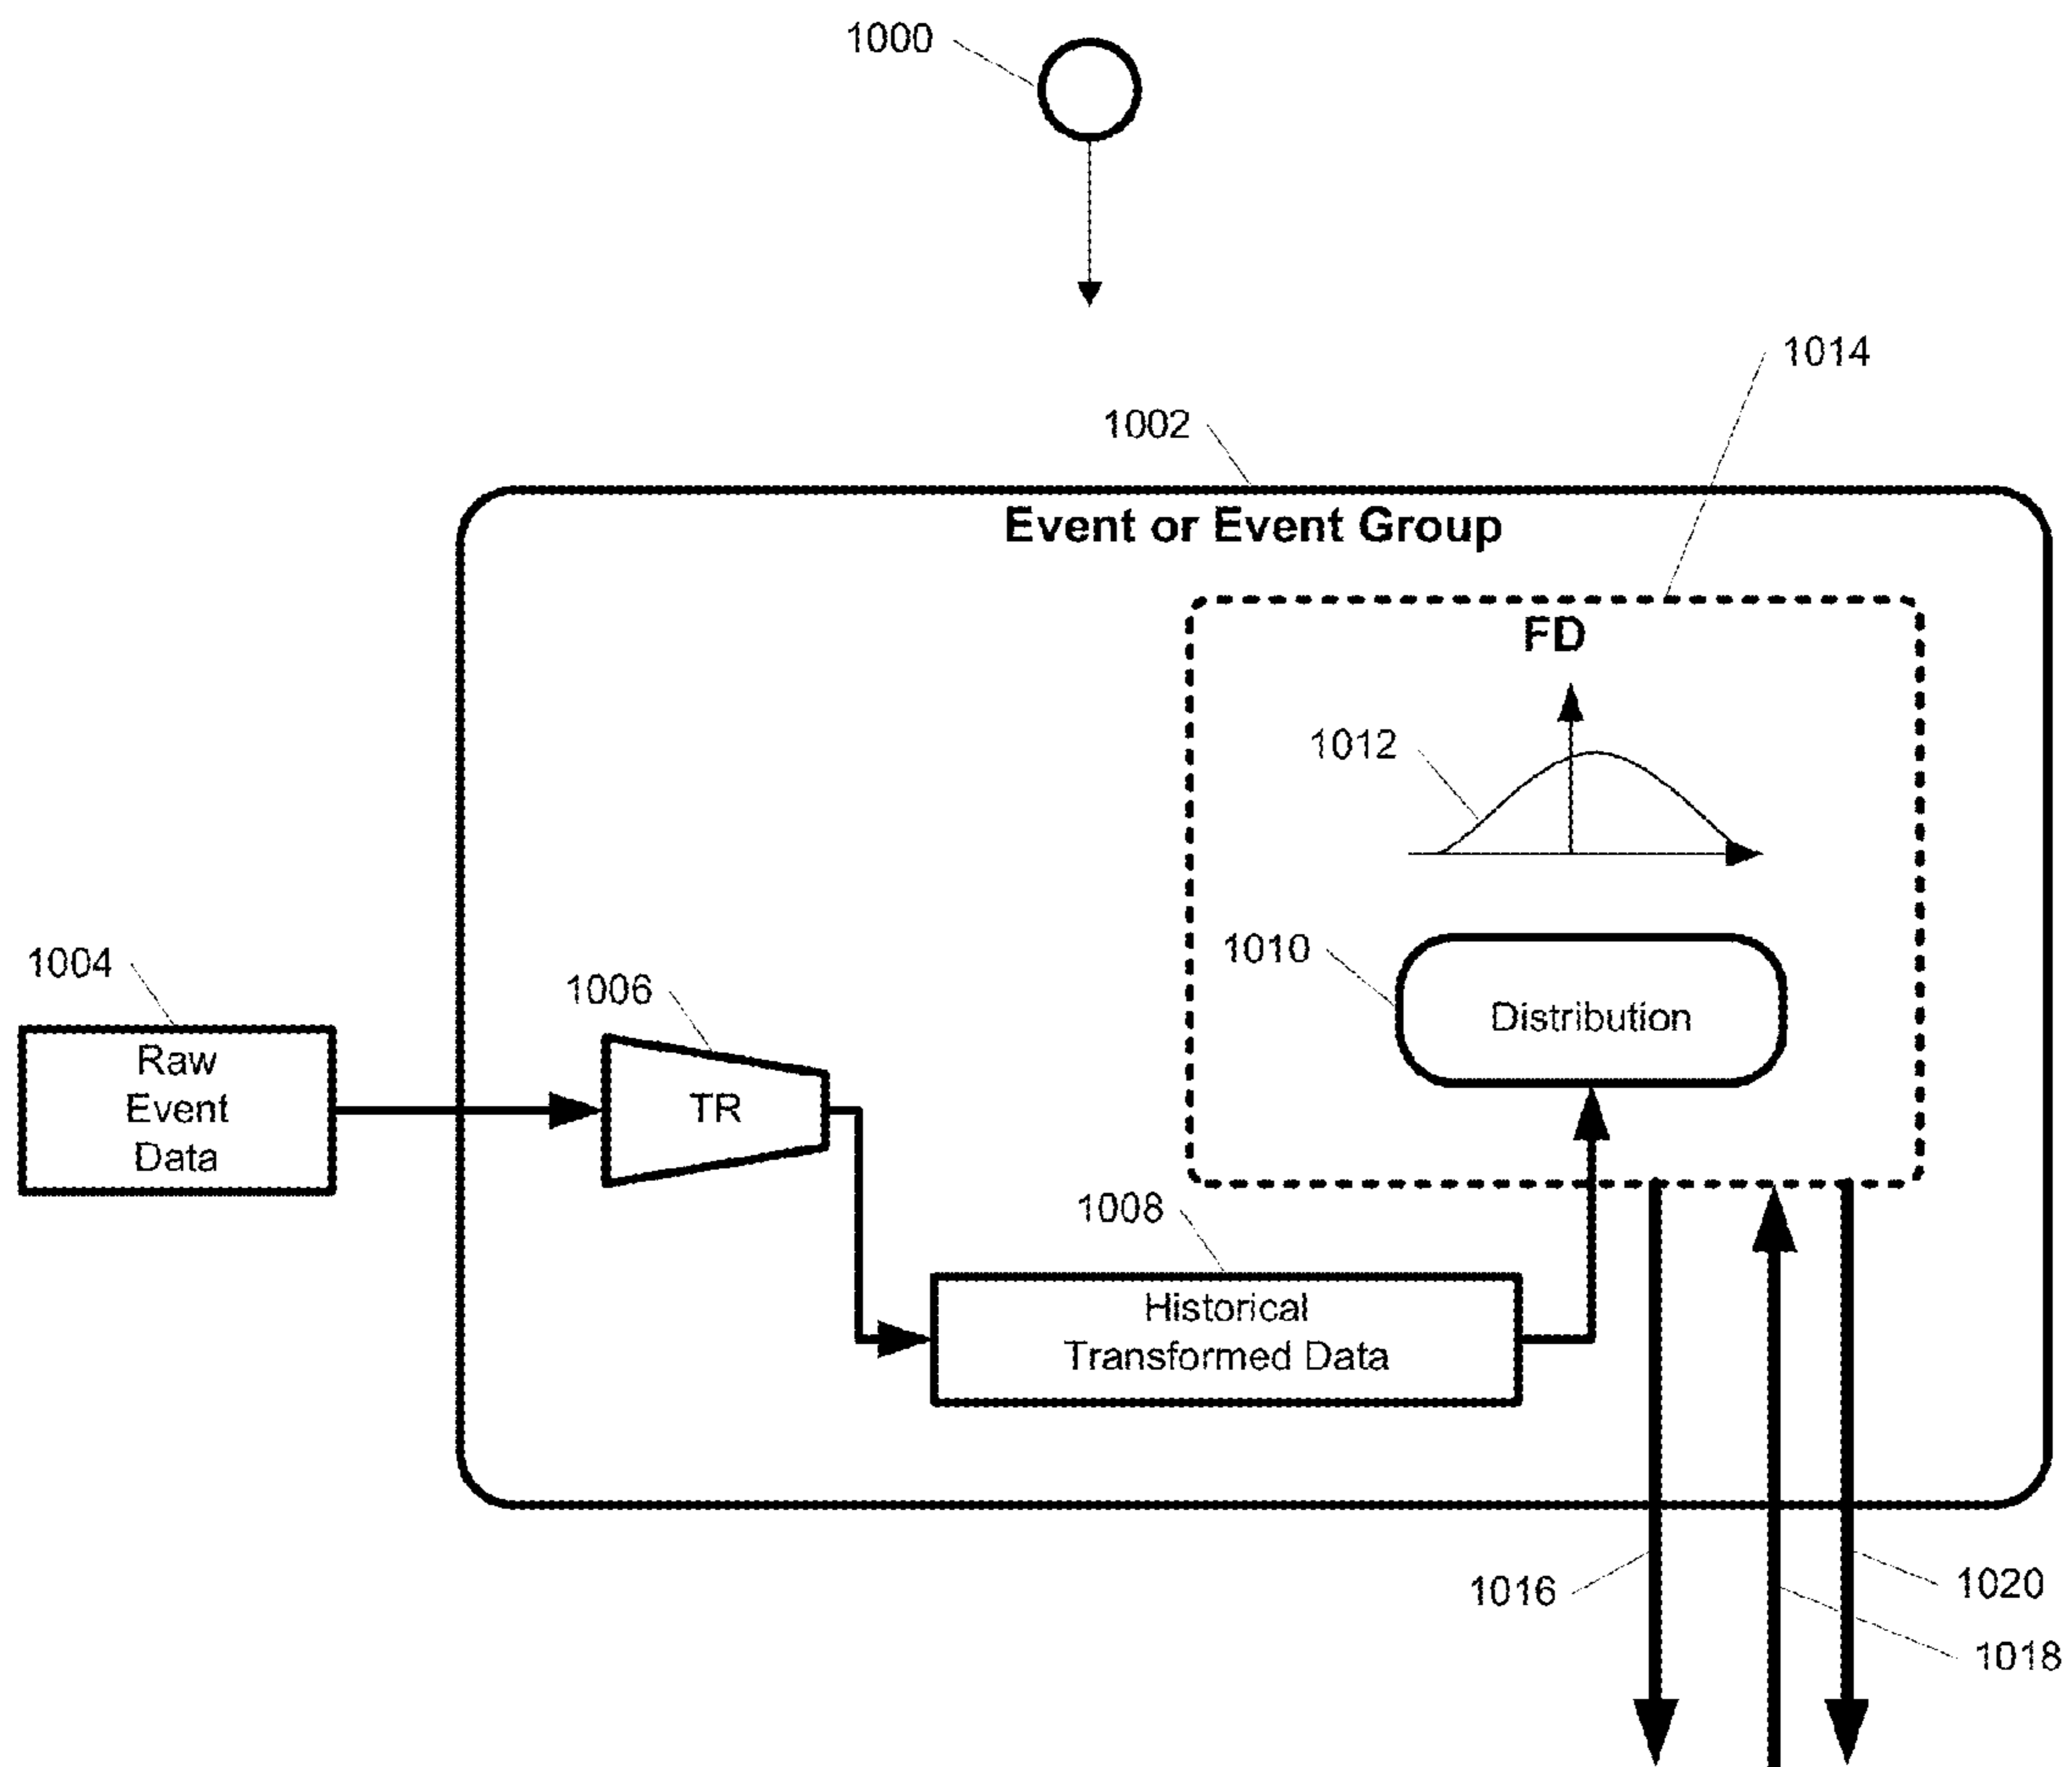 1000
1014
1002
Event or Event Group
FD
1012
1004
1006
1010
Raw
Event
Data
TR
Distribution
1008
Historical
Transformed Data
1016
1020
1018